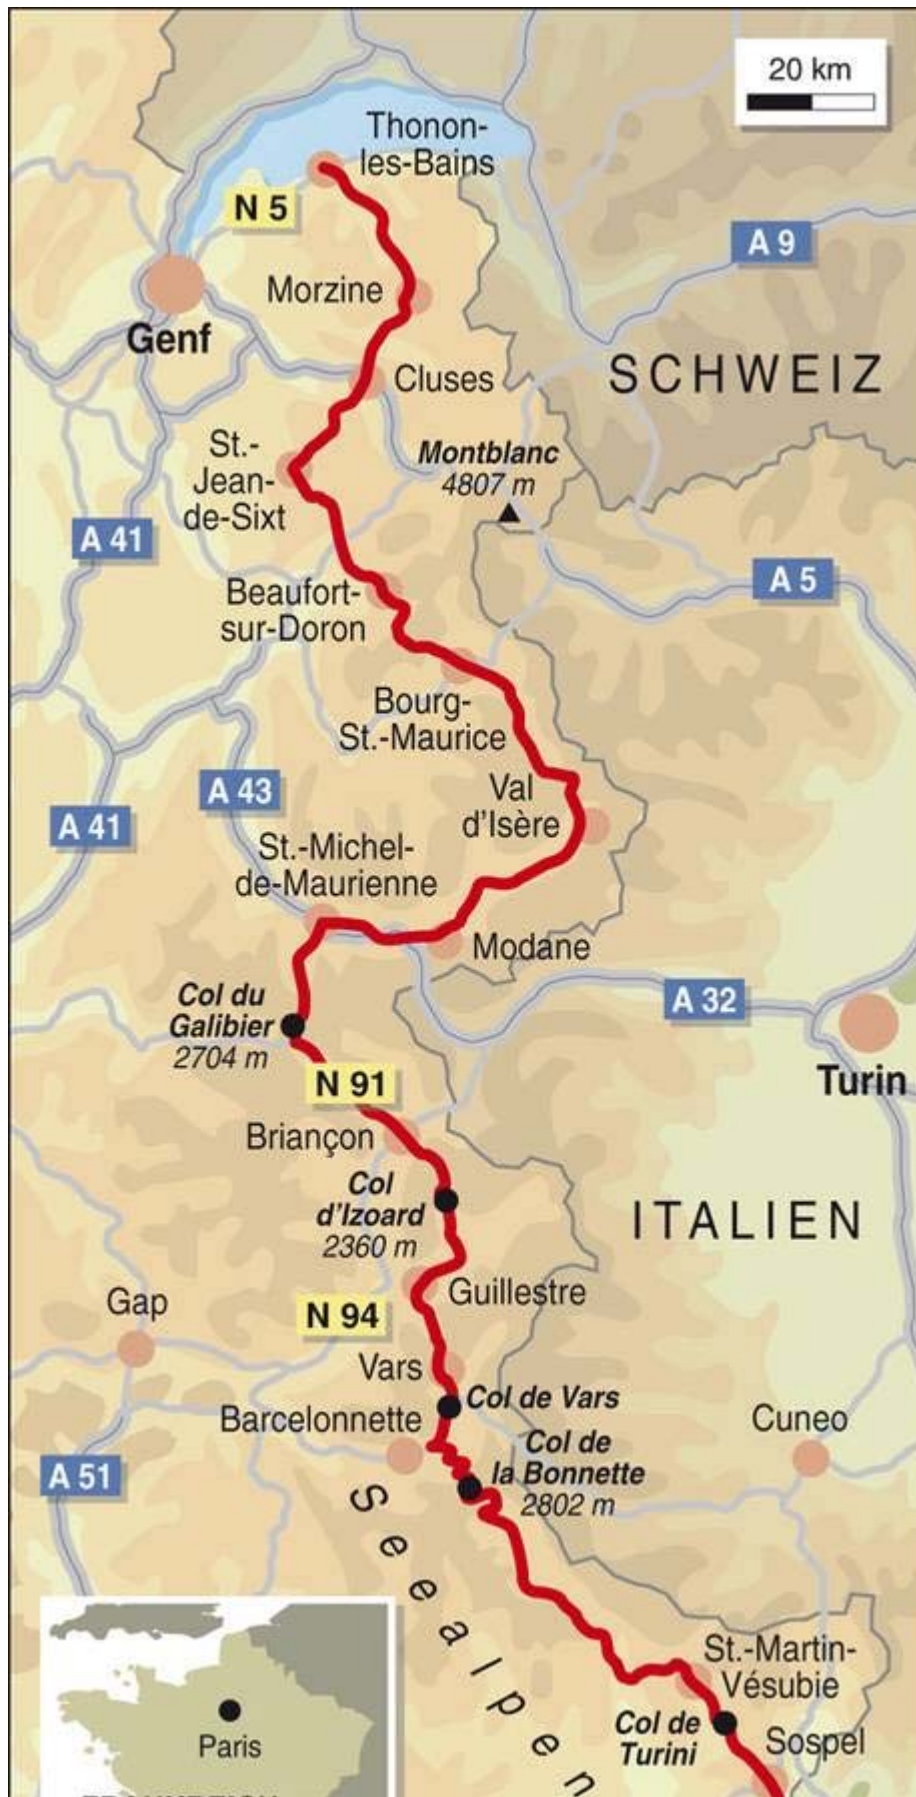 20 km
Thonon-
les-Bains
N 5
A 9
Morzine
Genf
SCHWEIZ
Cluses
St.-
Jean-
de-Sixt
Montblanc
4807 m
A 41
A 5
Beaufort-
sur-Doron
Bourg-
St.-Maurice
Val
d'Isère
A 43
A 41
St.-Michel-
de-Maurienne
Modane
Col du
Galibier
2704 m
A 32
Turin
N 91
Briançon
Col
d'Izoard
2360 m
ITALIEN
Guillestre
Gap
N 94
Vars
Col de Vars
Barcelonnette
Cuneo
Col de
la Bonnette
2802 m
A 51
Seealpen
St.-Martin-
Vésubie
Col de
Turini
Sospel
Paris